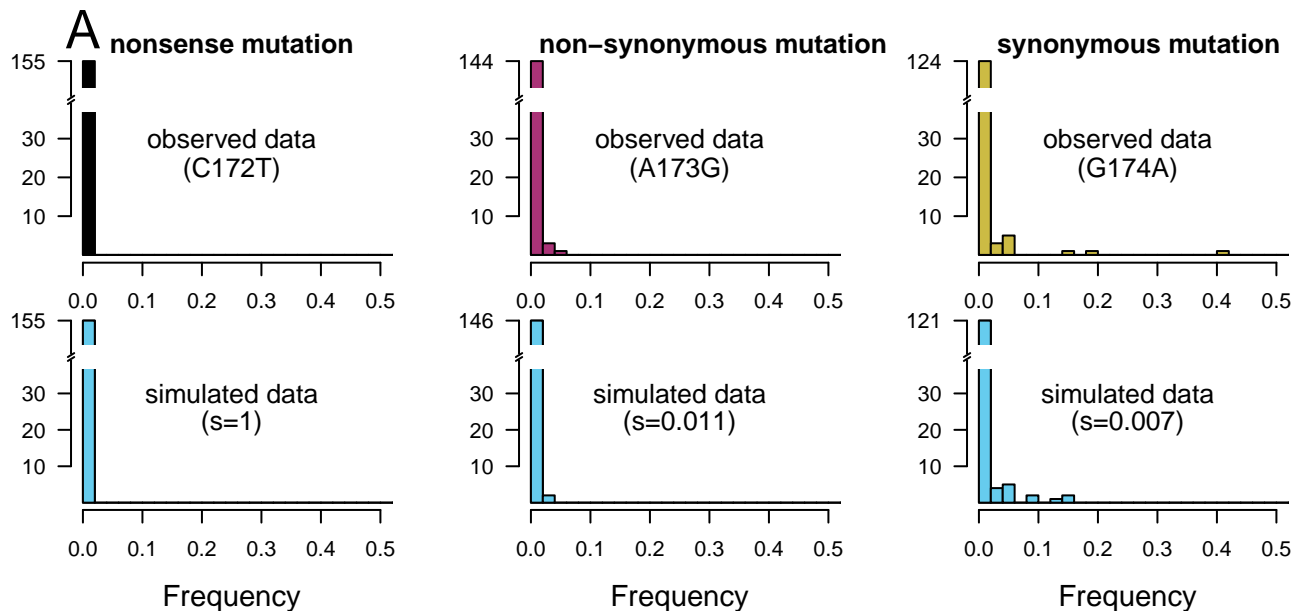 A
nonsense mutation
non−synonymous mutation
synonymous mutation
155
30
20
10
observed data
(C172T)
0.0 0.1 0.2 0.3 0.4 0.5
144
30
20
10
observed data
(A173G)
0.0 0.1 0.2 0.3 0.4 0.5
124
30
20
10
observed data
(G174A)
0.0 0.1 0.2 0.3 0.4 0.5
155
30
20
10
simulated data
(s=1)
0.0 0.1 0.2 0.3 0.4 0.5
Frequency
146
30
20
10
simulated data
(s=0.011)
0.0 0.1 0.2 0.3 0.4 0.5
Frequency
121
30
20
10
simulated data
(s=0.007)
0.0 0.1 0.2 0.3 0.4 0.5
Frequency